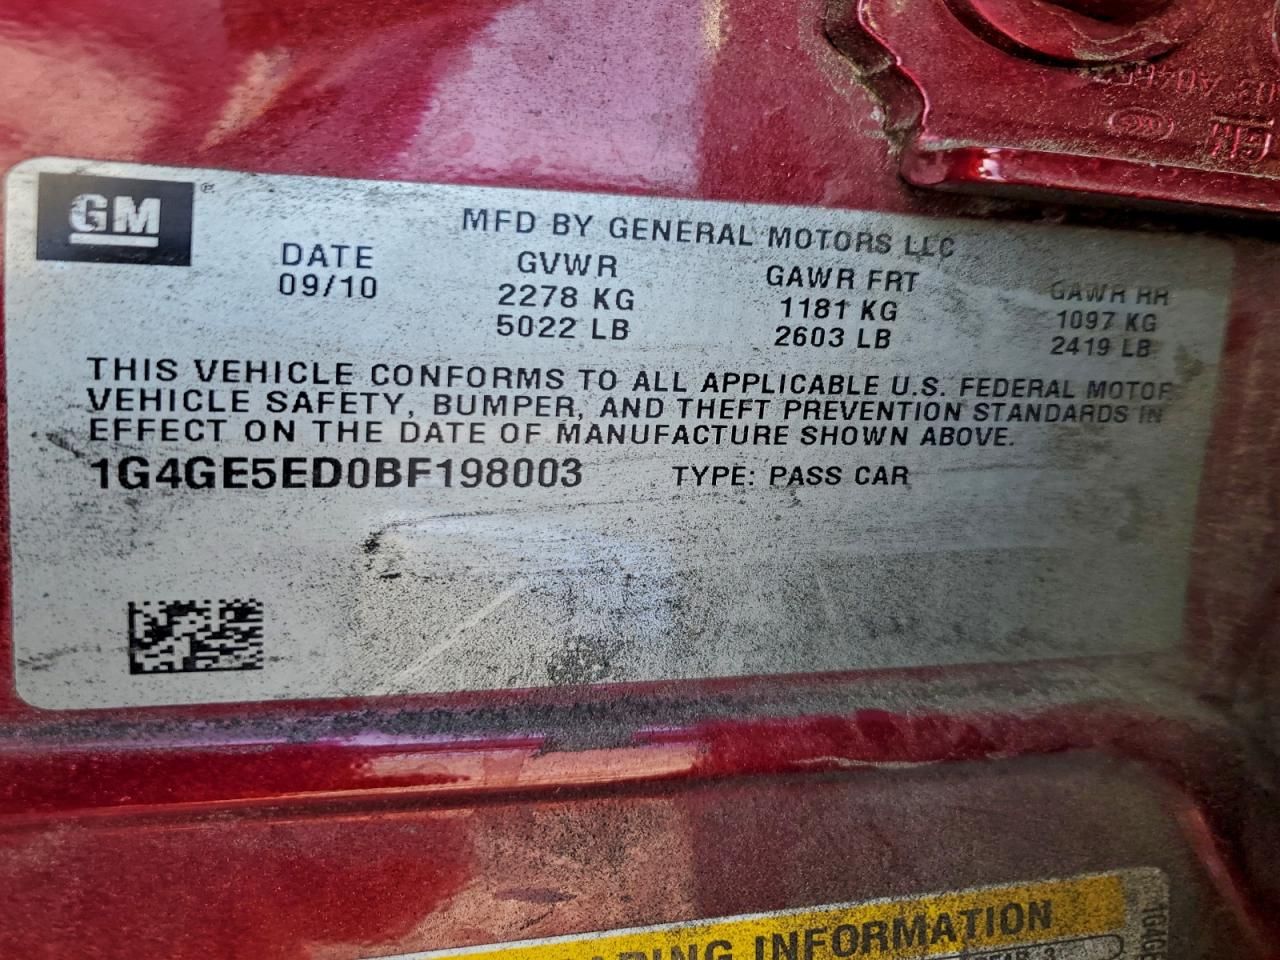 GM
MFD BY GENERAL MOTORS LLC
DATE GVWR GAWR FRT GAWR RR
09/10 2278 KG 1181 KG 1097 KG
5022 LB 2603 LB 2419 LB
THIS VEHICLE CONFORMS TO ALL APPLICABLE U.S. FEDERAL MOTOR
VEHICLE SAFETY, BUMPER, AND THEFT PREVENTION STANDARDS IN
EFFECT ON THE DATE OF MANUFACTURE SHOWN ABOVE.
1G4GE5ED0BF198003 TYPE: PASS CAR
INFORMATION